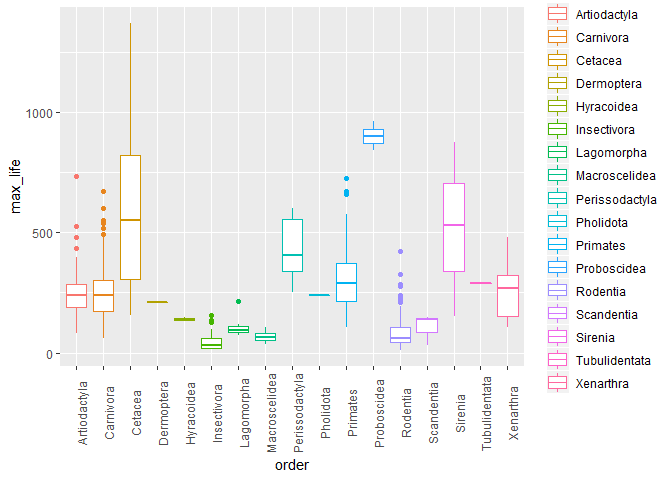 max_life
1000
500
0
Artiodactyla
Carnivora
Cetacea
Dermoptera
Hyracoidea
Insectivora
Lagomorpha
Macroscelidea
Perissodactyla
Pholidota
Primates
Proboscidea
Rodentia
Scandentia
Sirenia
Tubulidentata
Xenarthra
order
Artiodactyla
Carnivora
Cetacea
Dermoptera
Hyracoidea
Insectivora
Lagomorpha
Macroscelidea
Perissodactyla
Pholidota
Primates
Proboscidea
Rodentia
Scandentia
Sirenia
Tubulidentata
Xenarthra